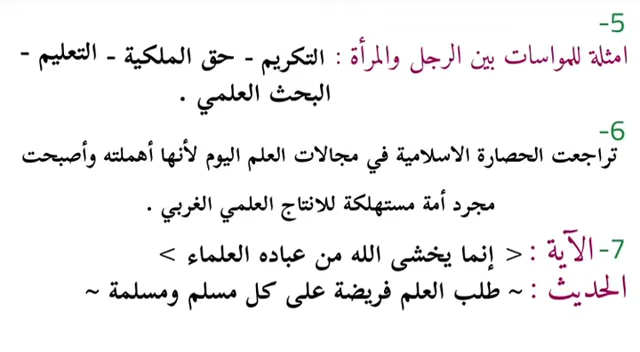 5-
امثلة للمواسات بين الرجل والمرأة : التكريم - حق الملكية - التعليم -
البحث العلمي .
6-
تراجعت الحصارة الاسلامية في مجالات العلم اليوم لأنها أهملته وأصبحت
مجرد أمة مستهلكة للانتاج العلمي الغربي .
7- الآية : < إنما يخشى الله من عباده العلماء >
الحديث : ~ طلب العلم فريضة على كل مسلم ومسلمة ~